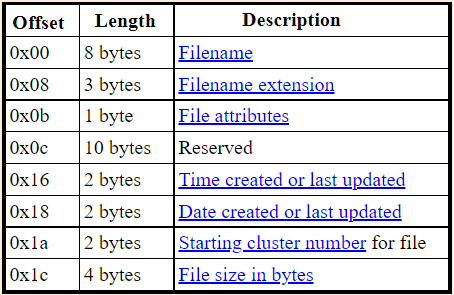 Offset Length Description
0x00 8 bytes Filename
0x08 3 bytes Filename extension
0x0b 1 byte File attributes
0x0c 10 bytes Reserved
0x16 2 bytes Time created or last updated
0x18 2 bytes Date created or last updated
0x1a 2 bytes Starting cluster number for file
0x1c 4 bytes File size in bytes